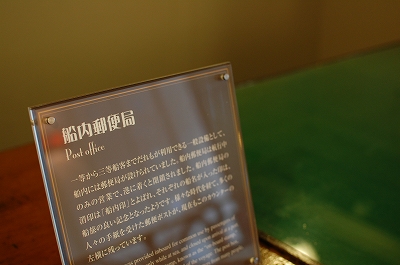 船内郵便局
Post office
一等から三等船客までだれもが利用できる一般設備として、
船内には郵便局が設けられていました。船内郵便局は航行中
のみの営業で、港に着くと閉鎖されました。船内郵便局の
消印は「船内印」とよばれ、それぞれの船名が入った印は、
船旅の良い記念となったようです。様々な時代を経て、多くの
人々の手紙を受けた郵便ポストが、現在もこのカウンターの
左横に残っています。